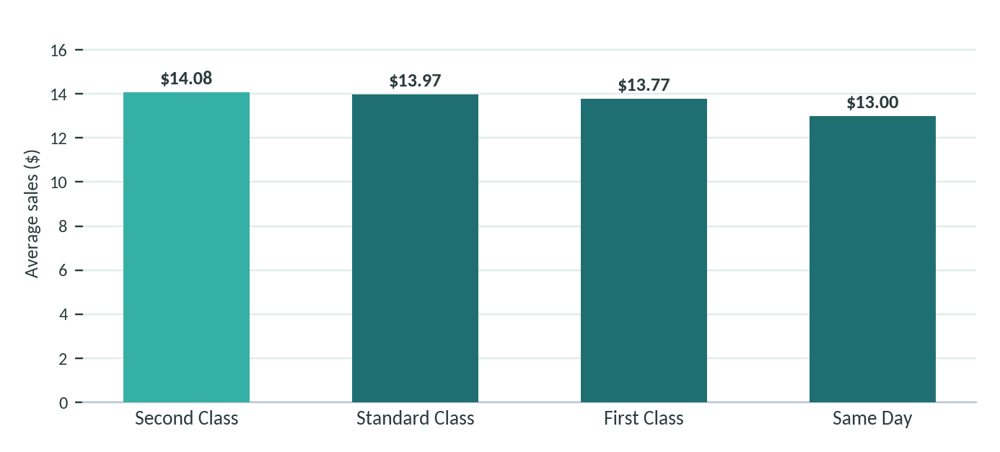 Average sales ($)
16
14
12
10
8
6
4
2
0
$14.08
$13.97
$13.77
$13.00
Second Class
Standard Class
First Class
Same Day